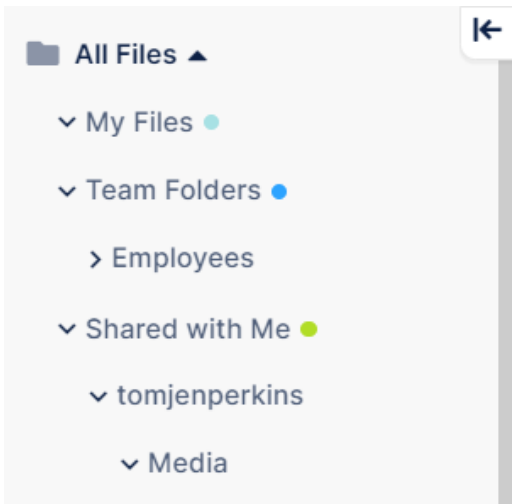 All Files
My Files
Team Folders
Employees
Shared with Me
tomjenperkins
Media